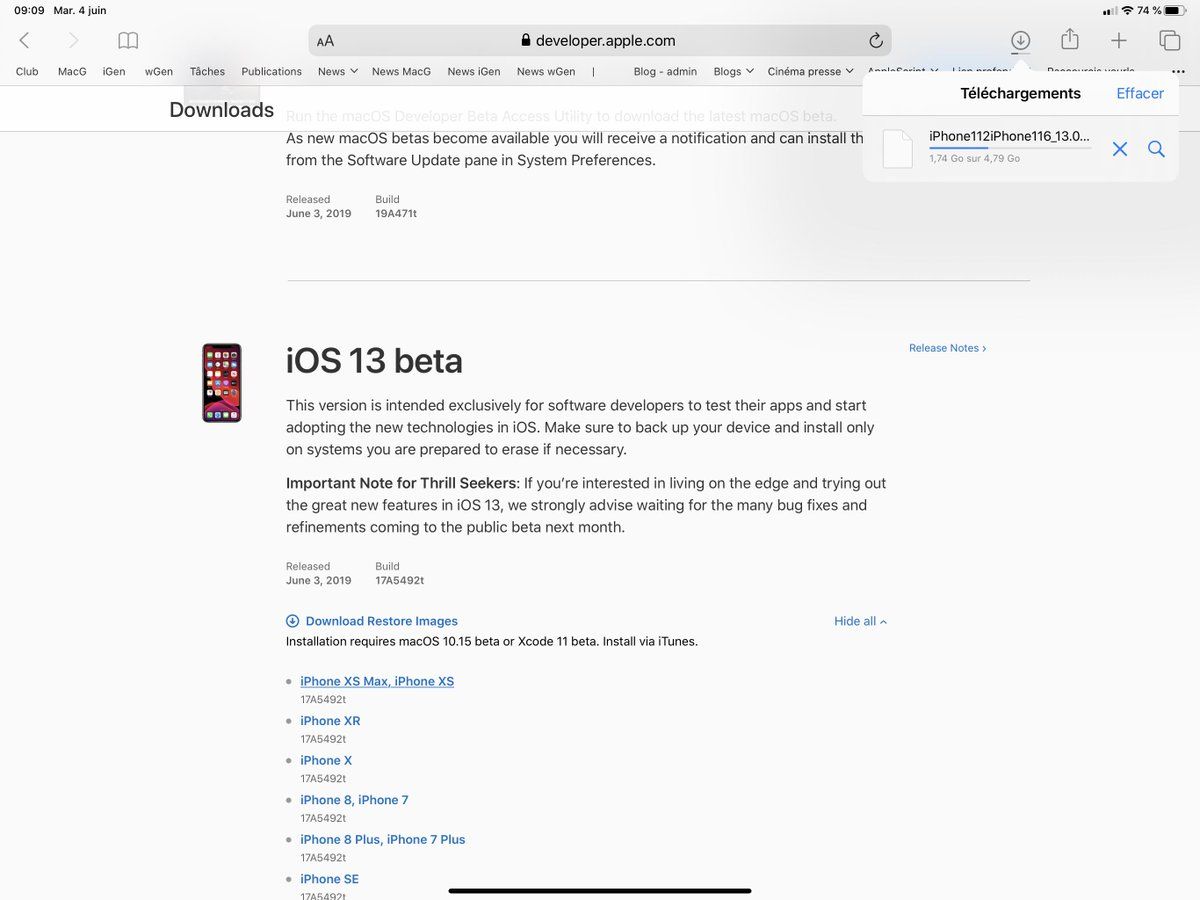 09:09 Mar. 4 juin
74 %
AA
developer.apple.com
Club MacG iGen wGen Tâches Publications News News MacG News iGen News wGen | Blog - admin Blogs Cinéma presse AppleScript
Téléchargements
Effacer
iPhone112iPhone116_13.0...
1,74 Go sur 4,79 Go
Downloads
Run the macOS Developer Beta Access Utility to download the latest macOS beta.
As new macOS betas become available you will receive a notification and can install th
from the Software Update pane in System Preferences.
Released Build
June 3, 2019 19A471t
iOS 13 beta
Release Notes ›
This version is intended exclusively for software developers to test their apps and start
adopting the new technologies in iOS. Make sure to back up your device and install only
on systems you are prepared to erase if necessary.
Important Note for Thrill Seekers: If you’re interested in living on the edge and trying out
the great new features in iOS 13, we strongly advise waiting for the many bug fixes and
refinements coming to the public beta next month.
Released Build
June 3, 2019 17A5492t
Download Restore Images
Hide all
Installation requires macOS 10.15 beta or Xcode 11 beta. Install via iTunes.
iPhone XS Max, iPhone XS
17A5492t
iPhone XR
17A5492t
iPhone X
17A5492t
iPhone 8, iPhone 7
17A5492t
iPhone 8 Plus, iPhone 7 Plus
17A5492t
iPhone SE
17A5492t